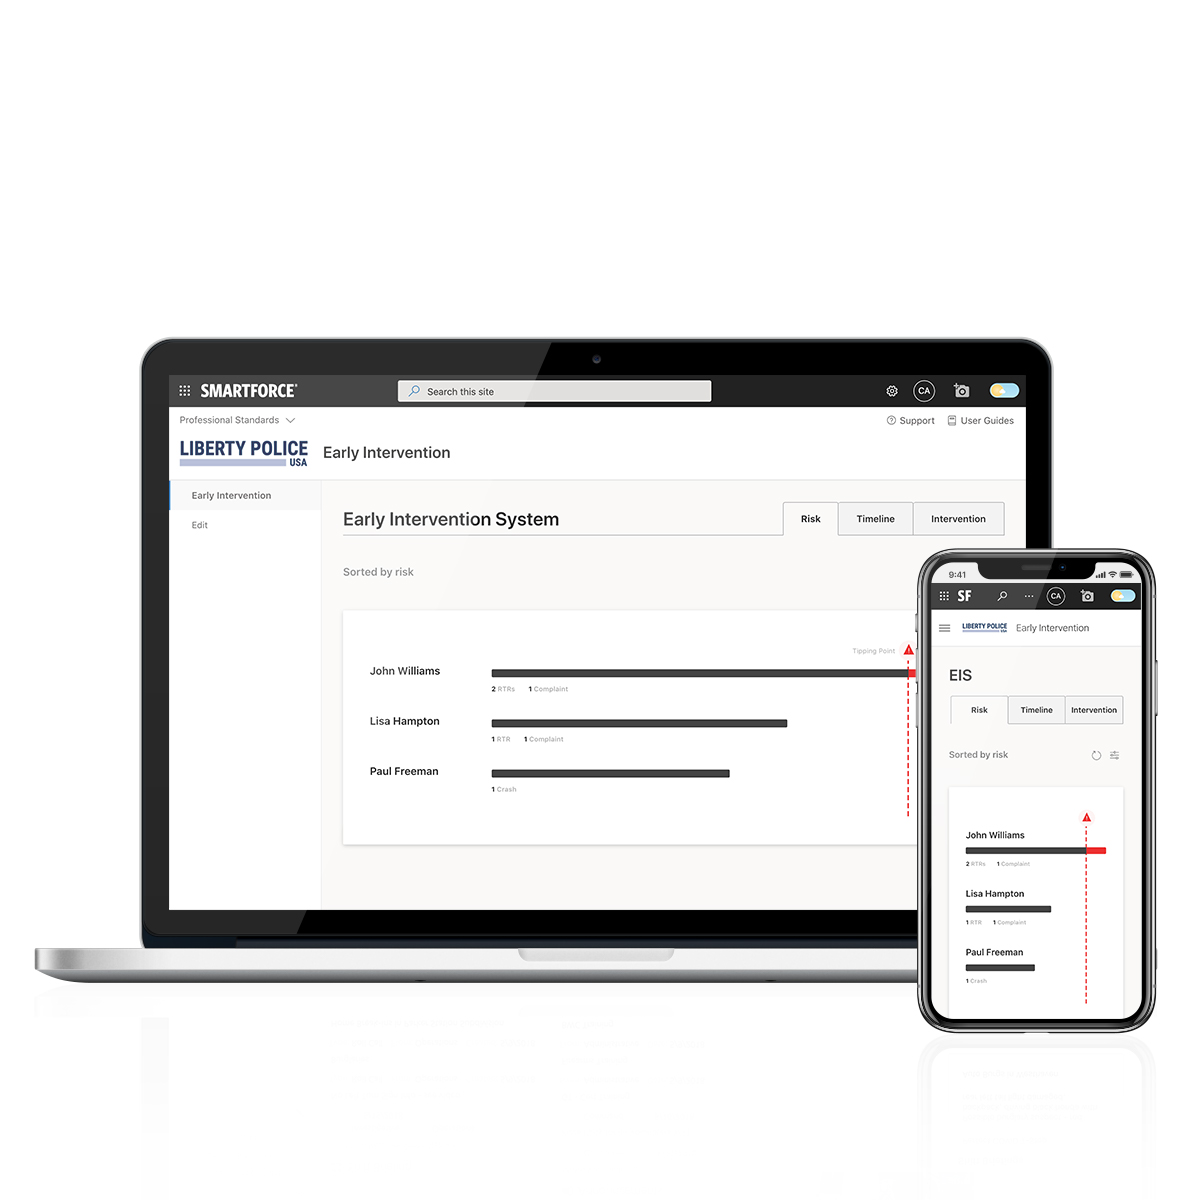 SMARTFORCE®
Search this site
CA
Professional Standards
Support
User Guides
LIBERTY POLICE
USA
Early Intervention
Early Intervention
Edit
Early Intervention System
Risk
Timeline
Intervention
Sorted by risk
Tipping Point
John Williams
2 RTRs 1 Complaint
Lisa Hampton
1 RTR 1 Complaint
Paul Freeman
1 Crash
9:41
SF
CA
LIBERTY POLICE
USA
Early Intervention
EIS
Risk
Timeline
Intervention
Sorted by risk
John Williams
2 RTRs 1 Complaint
Lisa Hampton
1 RTR 1 Complaint
Paul Freeman
1 Crash